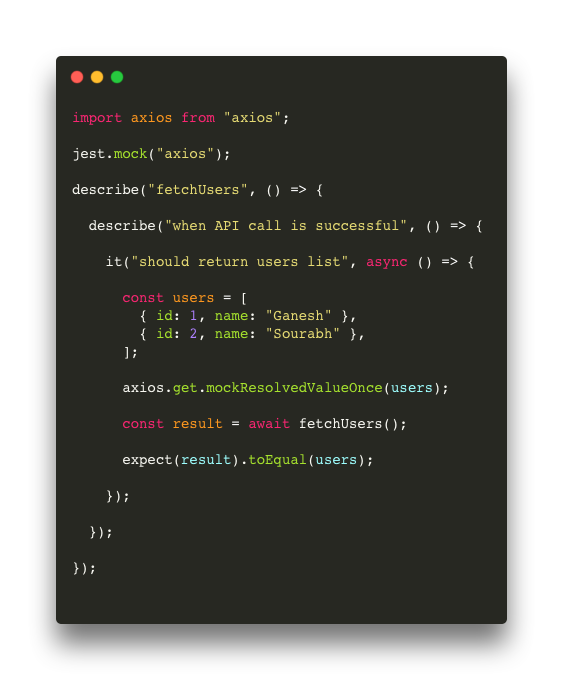 import axios from "axios";
jest.mock("axios");
describe("fetchUsers", () => {
describe("when API call is successful", () => {
it("should return users list", async () => {
const users = [
{ id: 1, name: "Ganesh" },
{ id: 2, name: "Sourabh" },
];
axios.get.mockResolvedValueOnce(users);
const result = await fetchUsers();
expect(result).toEqual(users);
});
});
});